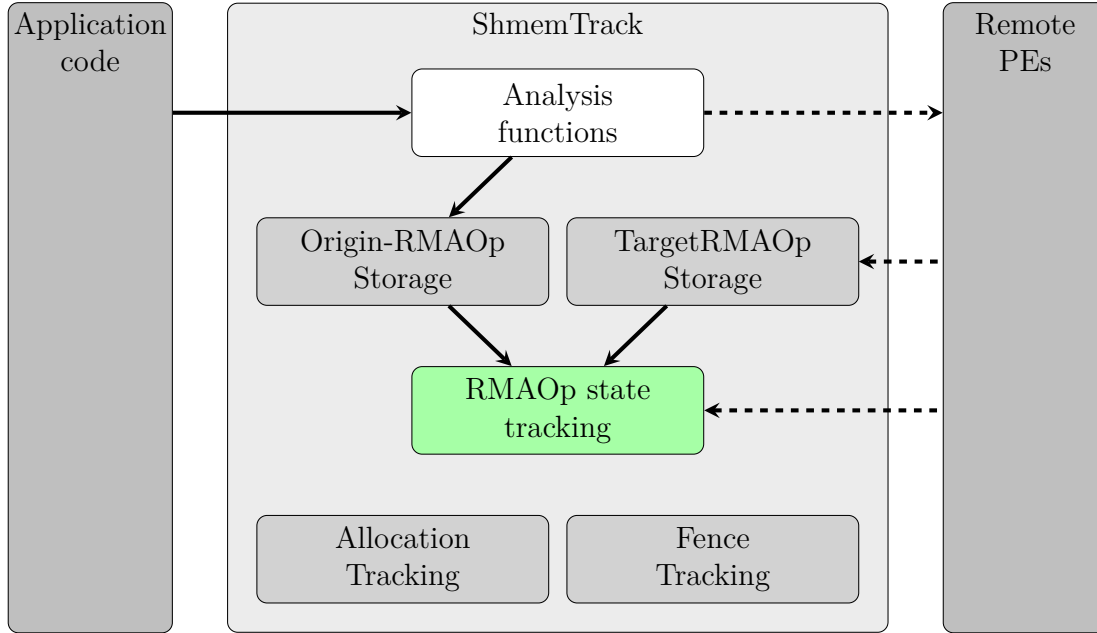 Application
code
ShmemTrack
Remote
PEs
Analysis
functions
Origin-RMAOp
Storage
TargetRMAOp
Storage
RMAOp state
tracking
Allocation
Tracking
Fence
Tracking